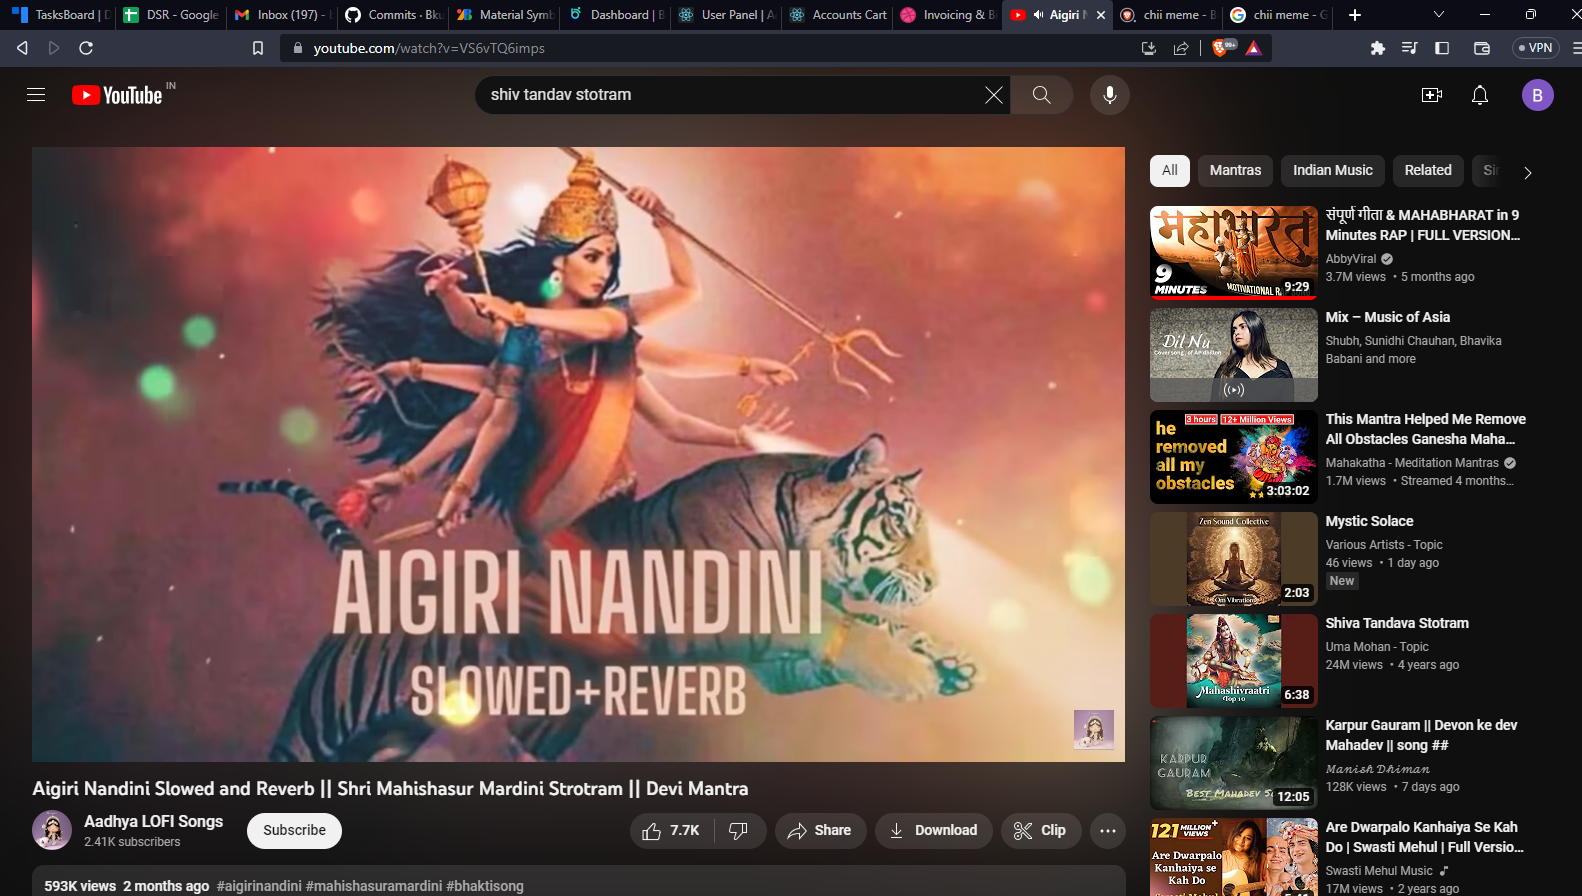 TasksBoard | D
DSR - Google
Inbox (197) -
Commits · Bku
Material Symb
Dashboard | B
User Panel | A
Accounts Cart
Invoicing & B
Aigiri N
chii meme - B
chii meme - G
youtube.com/watch?v=VS6vTQ6imps
99+
VPN
YouTube IN
shiv tandav stotram
B
AIGIRI NANDINI
SLOWED+REVERB
Aigiri Nandini Slowed and Reverb || Shri Mahishasur Mardini Strotram || Devi Mantra
Aadhya LOFI Songs
2.41K subscribers
Subscribe
7.7K
Share
Download
Clip
593K views 2 months ago #aigirinandini #mahishasuramardini #bhaktisong
All
Mantras
Indian Music
Related
महाभारत
9
MINUTES
MOTIVATIONAL R
9:29
संपूर्ण गीता & MAHABHARAT in 9
Minutes RAP | FULL VERSION...
AbbyViral
3.7M views • 5 months ago
Dil Nu
Cover song, of AP dhillon
Mix – Music of Asia
Shubh, Sunidhi Chauhan, Bhavika
Babani and more
3 hours 12+ Million Views
he
removed
all my
obstacles
3:03:02
This Mantra Helped Me Remove
All Obstacles Ganesha Maha...
Mahakatha - Meditation Mantras
1.7M views • Streamed 4 months...
Zen Sound Collective
Om Vibrations
2:03
Mystic Solace
Various Artists - Topic
46 views • 1 day ago
New
Mahashivraatri
Top 10
6:38
Shiva Tandava Stotram
Uma Mohan - Topic
24M views • 4 years ago
KARPUR
GAURAM
BEST MAHADEV S
12:05
Karpur Gauram || Devon ke dev
Mahadev || song ##
𝓜𝓪𝓷𝓲𝓼𝓱 𝓓𝓱𝓲𝓶𝓪𝓷
128K views • 7 days ago
121 MILLION+ VIEWS
Are Dwarpalo
Kanhaiya se
Kah Do
Are Dwarpalo Kanhaiya Se Kah
Do | Swasti Mehul | Full Versio...
Swasti Mehul Music
17M views • 2 years ago